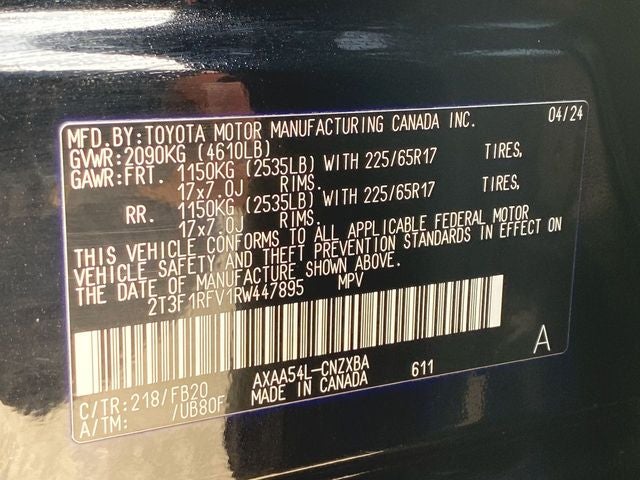 MFD.BY:TOYOTA MOTOR MANUFACTURING CANADA INC. 04/24
GVWR:2090KG (4610LB)
GAWR:FRT. 1150KG (2535LB) WITH 225/65R17 TIRES,
17x7.0J RIMS.
RR. 1150KG (2535LB) WITH 225/65R17 TIRES,
17x7.0J RIMS.
THIS VEHICLE CONFORMS TO ALL APPLICABLE FEDERAL MOTOR
VEHICLE SAFETY AND THEFT PREVENTION STANDARDS IN EFFECT ON
THE DATE OF MANUFACTURE SHOWN ABOVE.
2T3F1RFV1RW447895 MPV
A
C/TR:218/FB20 AXAA54L-CNZXBA 611
A/TM: /UB80F MADE IN CANADA